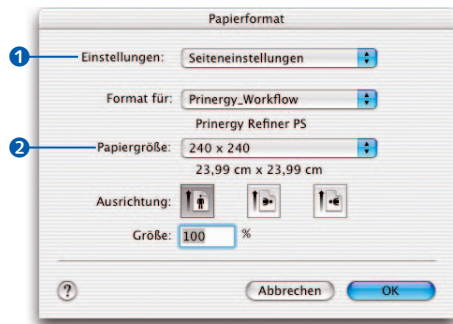 Papierformat
1 Einstellungen: Seiteneinstellungen
Format für: Prinergy_Workflow
Prinergy Refiner PS
2 Papiergröße: 240 x 240
23,99 cm x 23,99 cm
Ausrichtung:
Größe: 100 %
? Abbrechen OK